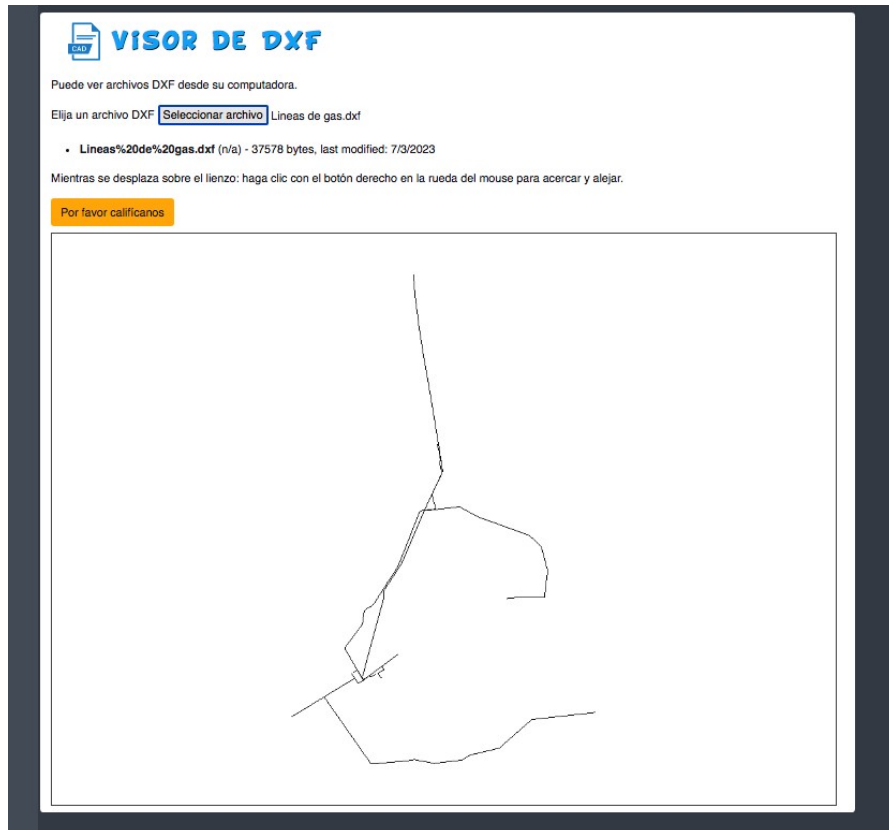 CAD
VISOR DE DXF
Puede ver archivos DXF desde su computadora.
Elija un archivo DXF Seleccionar archivo Lineas de gas.dxf
• Lineas%20de%20gas.dxf (n/a) - 37578 bytes, last modified: 7/3/2023
Mientras se desplaza sobre el lienzo: haga clic con el botón derecho en la rueda del mouse para acercar y alejar.
Por favor calificanos